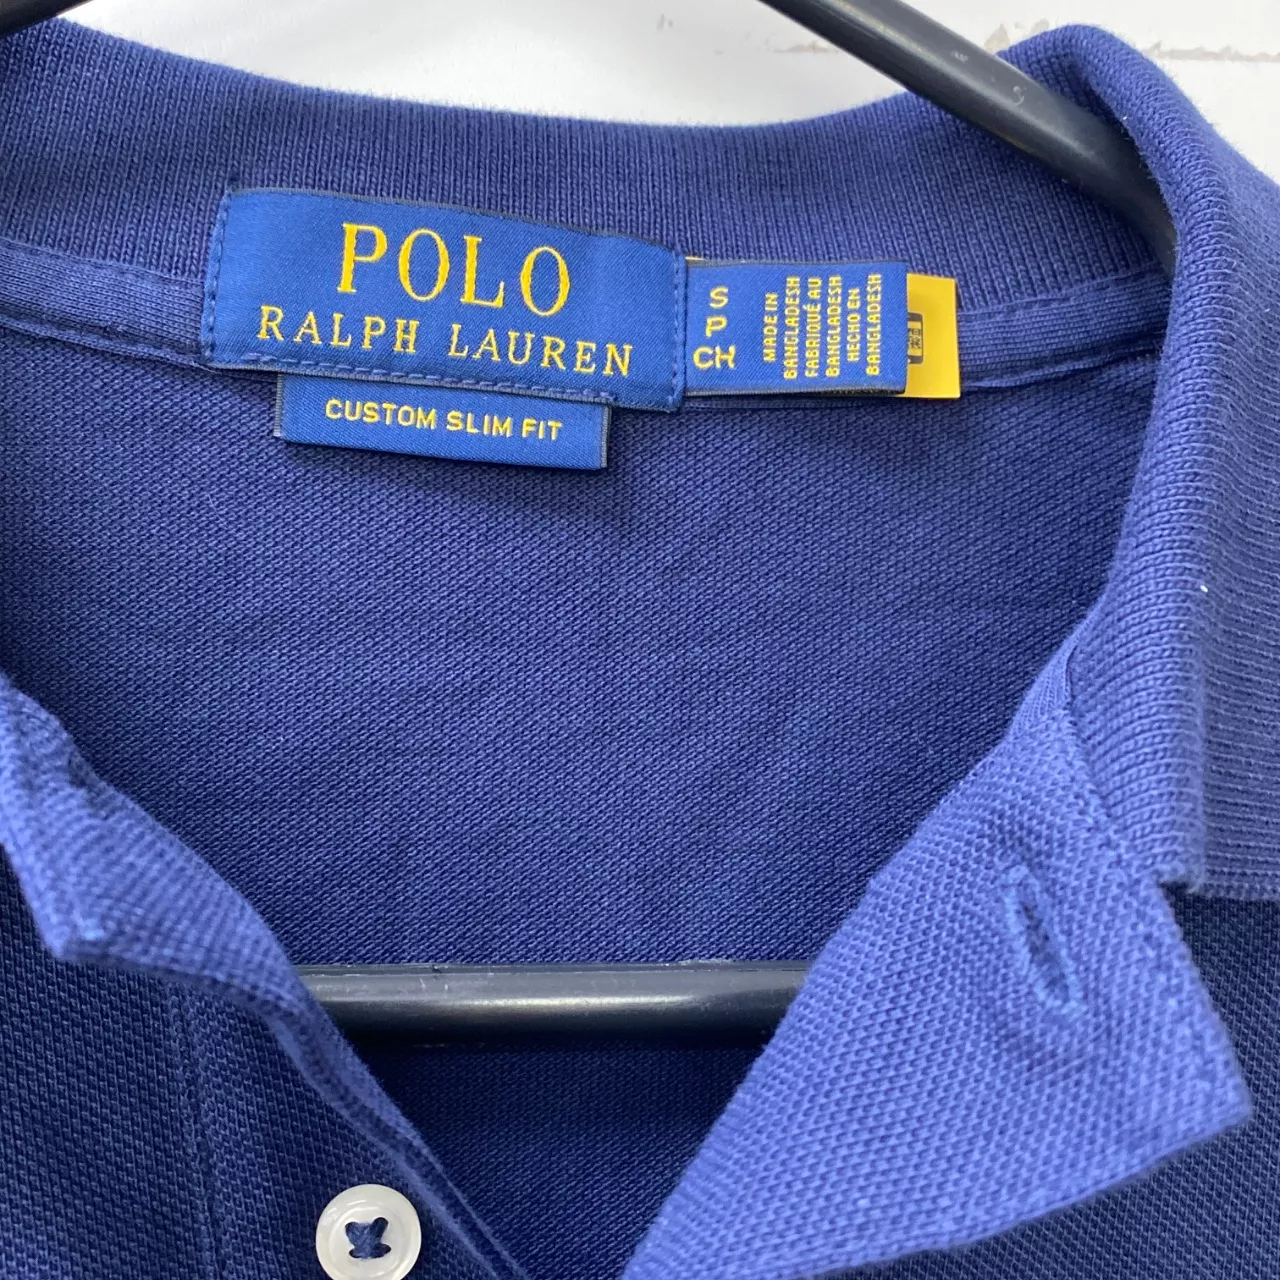 POLO
RALPH LAUREN
CUSTOM SLIM FIT
S
P
CH
MADE IN
BANGLADESH
FABRIQUÉ AU
BANGLADESH
HECHO EN
BANGLADESH